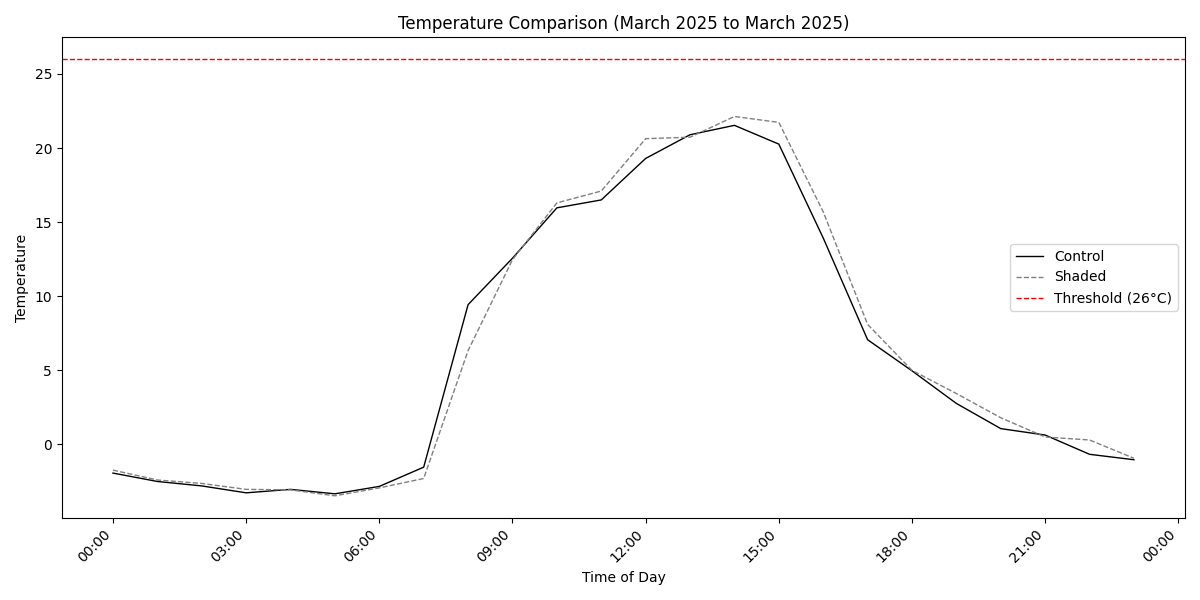 Temperature Comparison (March 2025 to March 2025)
Temperature
25
20
15
10
5
0
Control
Shaded
Threshold (26°C)
00:00
03:00
06:00
09:00
12:00
15:00
18:00
21:00
00:00
Time of Day